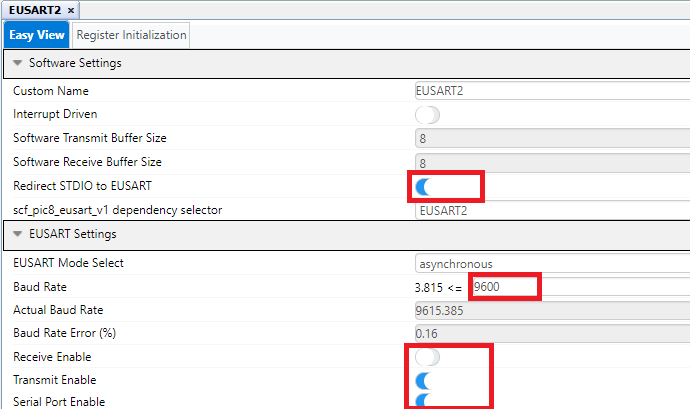 EUSART2 ×
Easy View Register Initialization
Software Settings
Custom Name EUSART2
Interrupt Driven
Software Transmit Buffer Size 8
Software Receive Buffer Size 8
Redirect STDIO to EUSART
scf_pic8_eusart_v1 dependency selector EUSART2
EUSART Settings
EUSART Mode Select asynchronous
Baud Rate 3.815 <= 9600
Actual Baud Rate 9615.385
Baud Rate Error (%) 0.16
Receive Enable
Transmit Enable
Serial Port Enable